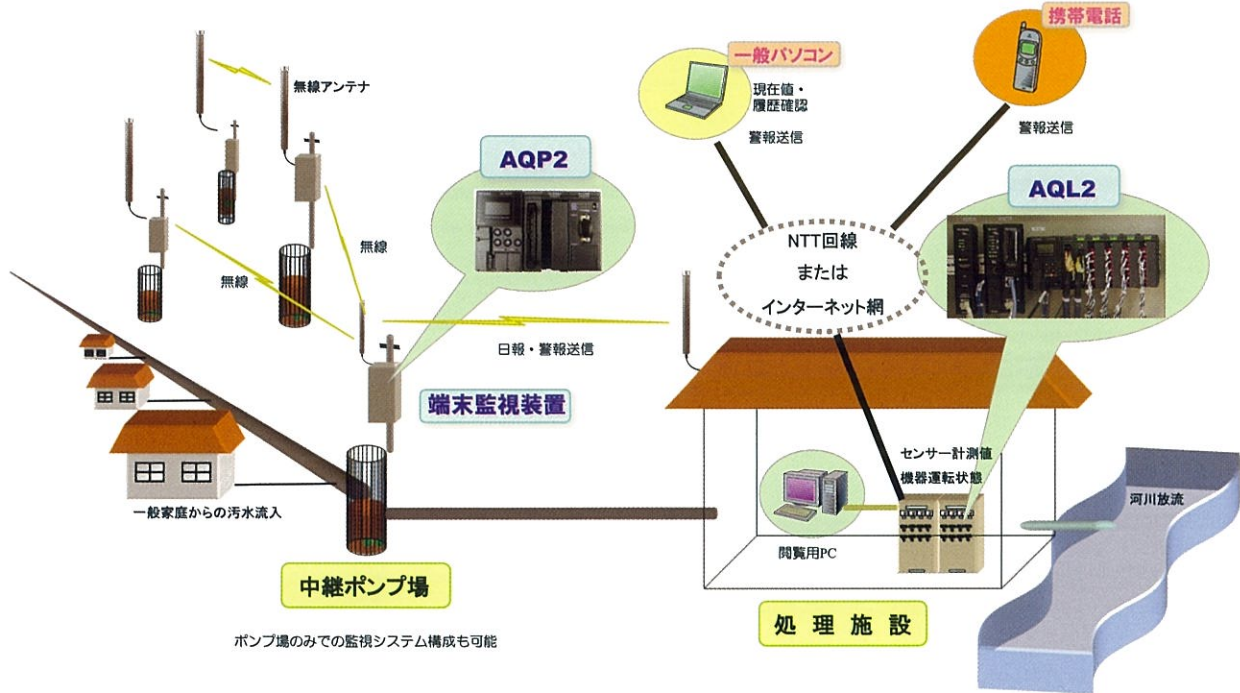 携帯電話
一般パソコン
無線アンテナ
現在値・
履歴確認
警報送信
警報送信
AQP2
AQL2
NTT回線
または
インターネット網
無線
無線
日報・警報送信
端末監視装置
センサー計測値
機器運転状態
河川放流
一般家庭からの汚水流入
閲覧用PC
中継ポンプ場
処理施設
ポンプ場のみでの監視システム構成も可能